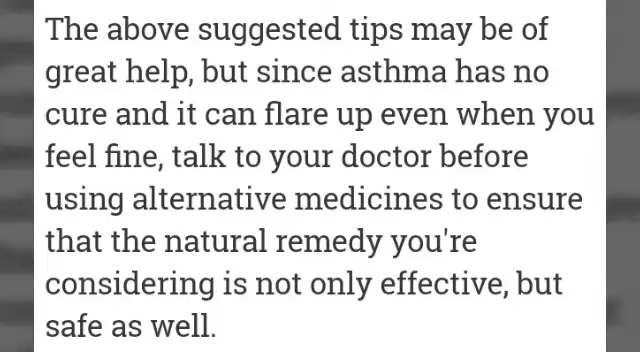 The above suggested tips may be of
great help, but since asthma has no
cure and it can flare up even when you
feel fine, talk to your doctor before
using alternative medicines to ensure
that the natural remedy you're
considering is not only effective, but
safe as well.